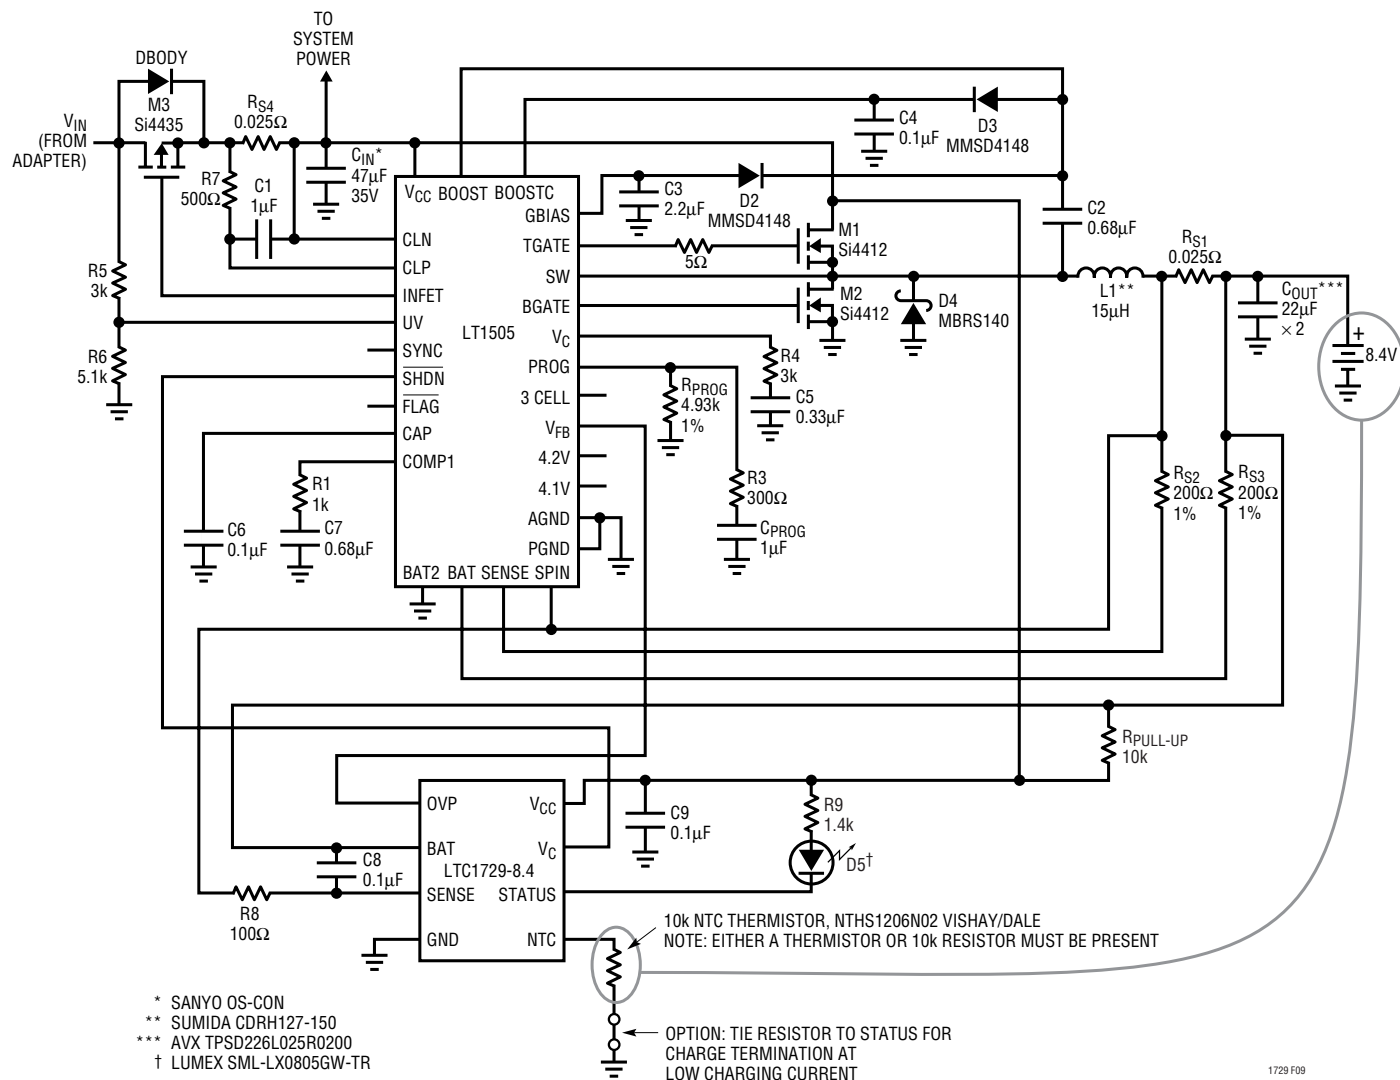 TO
SYSTEM
POWER
DBODY
M3
Si4435
RS4
0.025Ω
VIN
(FROM
ADAPTER)
R7
500Ω
C1
1µF
CIN*
47µF
35V
C4
0.1µF
D3
MMSD4148
VCC BOOST BOOSTC
GBIAS
C3
2.2µF
D2
MMSD4148
C2
0.68µF
CLN
TGATE
5Ω
M1
Si4412
RS1
0.025Ω
CLP
SW
R5
3k
INFET
BGATE
M2
Si4412
D4
MBRS140
L1**
15µH
COUT***
22µF
× 2
UV
LT1505
VC
+
8.4V
SYNC
PROG
R4
3k
R6
5.1k
SHDN
RPROG
4.93k
1%
3 CELL
C5
0.33µF
FLAG
VFB
CAP
4.2V
COMP1
R1
1k
4.1V
R3
300Ω
RS2
200Ω
1%
RS3
200Ω
1%
C6
0.1µF
C7
0.68µF
AGND
CPROG
1µF
PGND
BAT2 BAT SENSE SPIN
RPULL-UP
10k
OVP
VCC
C9
0.1µF
R9
1.4k
BAT
VC
D5†
C8
0.1µF
LTC1729-8.4
SENSE
STATUS
R8
100Ω
GND
NTC
10k NTC THERMISTOR, NTHS1206N02 VISHAY/DALE
NOTE: EITHER A THERMISTOR OR 10k RESISTOR MUST BE PRESENT
* SANYO OS-CON
** SUMIDA CDRH127-150
*** AVX TPSD226L025R0200
† LUMEX SML-LX0805GW-TR
OPTION: TIE RESISTOR TO STATUS FOR
CHARGE TERMINATION AT
LOW CHARGING CURRENT
1729 F09